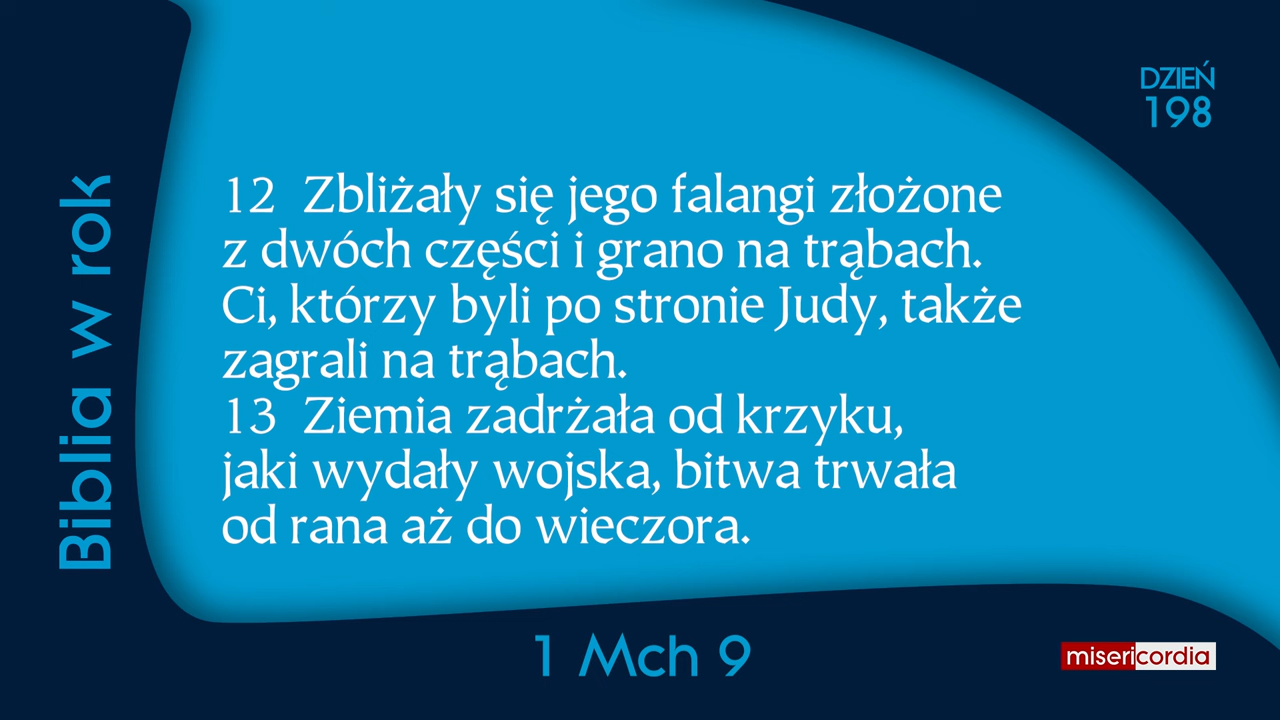 DZIEŃ
198
Biblia w rok
12 Zbliżały się jego falangi złożone
z dwóch części i grano na trąbach.
Ci, którzy byli po stronie Judy, także
zagrali na trąbach.
13 Ziemia zadrżała od krzyku,
jaki wydały wojska, bitwa trwała
od rana aż do wieczora.
1 Mch 9
misericordia